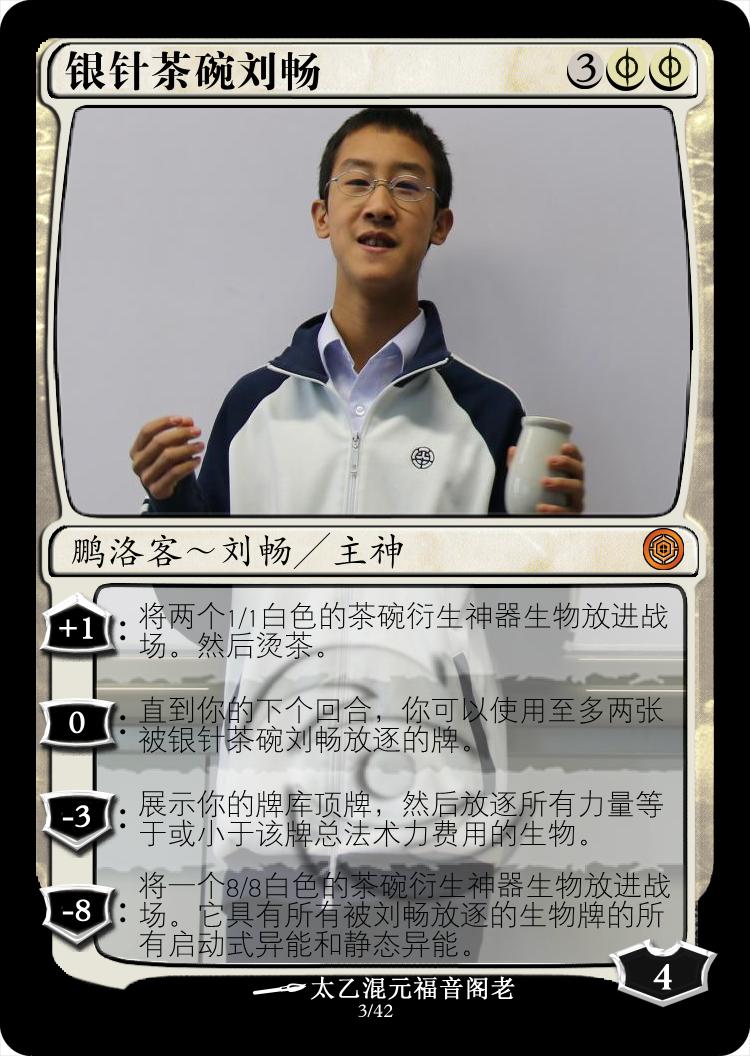 银针茶碗刘畅 3
鹏洛客～刘畅／主神
+1 : 将两个1/1白色的茶碗衍生神器生物放进战
场。然后烫茶。
0 : 直到你的下个回合，你可以使用至多两张
被银针茶碗刘畅放逐的牌。
-3 : 展示你的牌库顶牌，然后放逐所有力量等
于或小于该牌总法术力费用的生物。
-8 : 将一个8/8白色的茶碗衍生神器生物放进战
场。它具有所有被刘畅放逐的生物牌的所
有启动式异能和静态异能。
4
太乙混元福音阁老
3/42